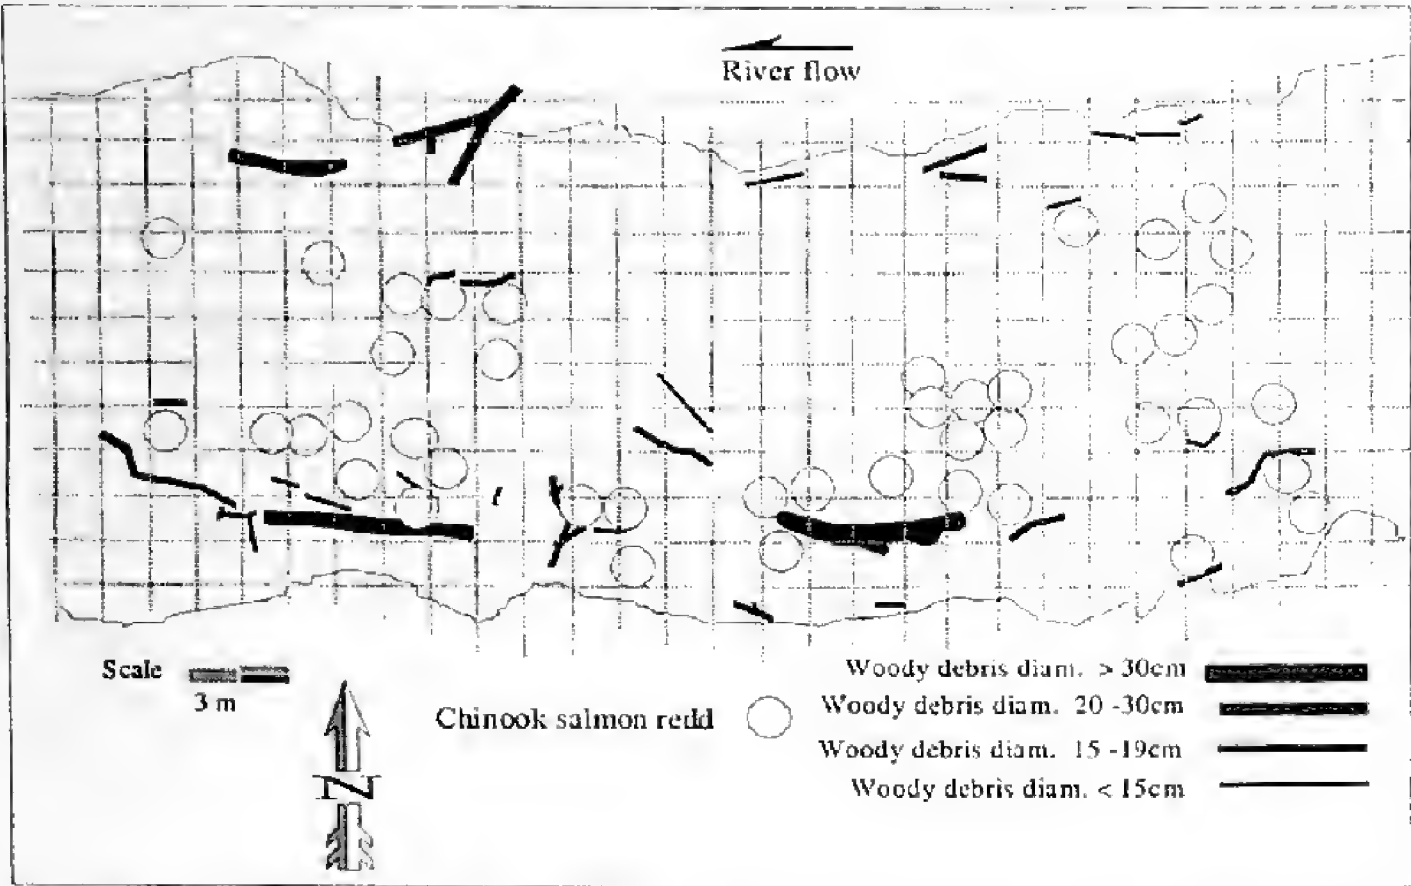 River flow
Scale
3 m
N
Chinook salmon redd
Woody debris diam. > 30cm
Woody debris diam. 20 -30cm
Woody debris diam. 15 -19cm
Woody debris diam. < 15cm